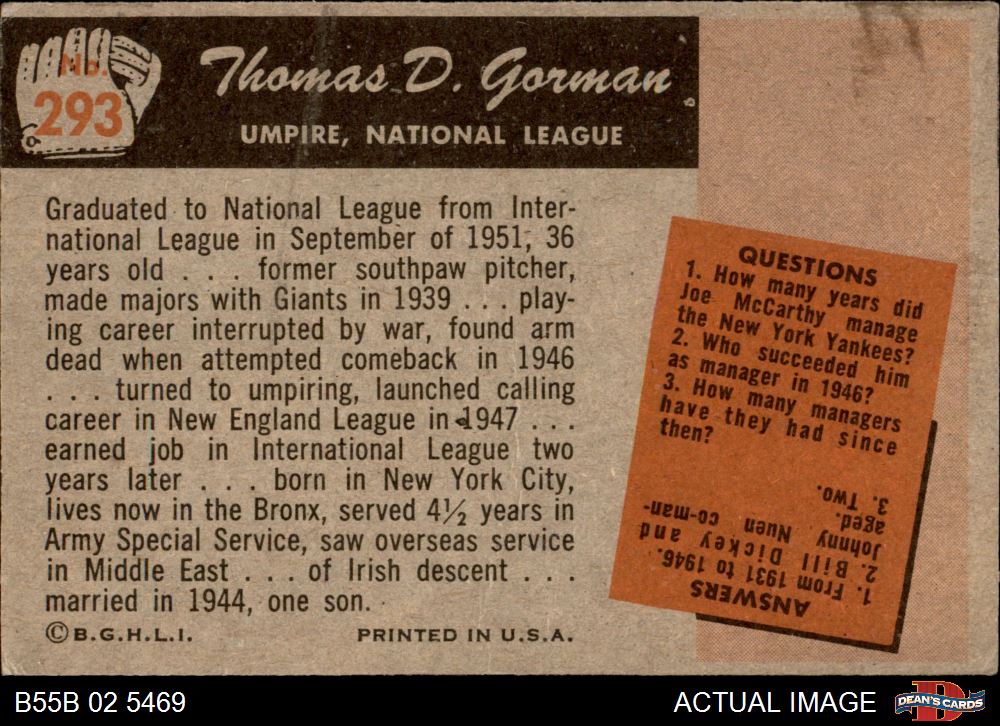 No.
293
Thomas D. Gorman
UMPIRE, NATIONAL LEAGUE
Graduated to National League from Inter-
national League in September of 1951, 36
years old . . . former southpaw pitcher,
made majors with Giants in 1939 . . . play-
ing career interrupted by war, found arm
dead when attempted comeback in 1946
. . . turned to umpiring, launched calling
career in New England League in 1947 . . .
earned job in International League two
years later . . . born in New York City,
lives now in the Bronx, served 4½ years in
Army Special Service, saw overseas service
in Middle East . . . of Irish descent . . .
married in 1944, one son.
©B.G.H.L.I. PRINTED IN U.S.A.
QUESTIONS
1. How many years did
Joe McCarthy manage
the New York Yankees?
2. Who succeeded him
as manager in 1946?
3. How many managers
have they had since
then?
ANSWERS
1. From 1931 to 1946.
2. Bill Dickey and
Johnny Nuen co-man-
aged.
3. Two.
B55B 02 5469
ACTUAL IMAGE
D
DEAN'S CARDS